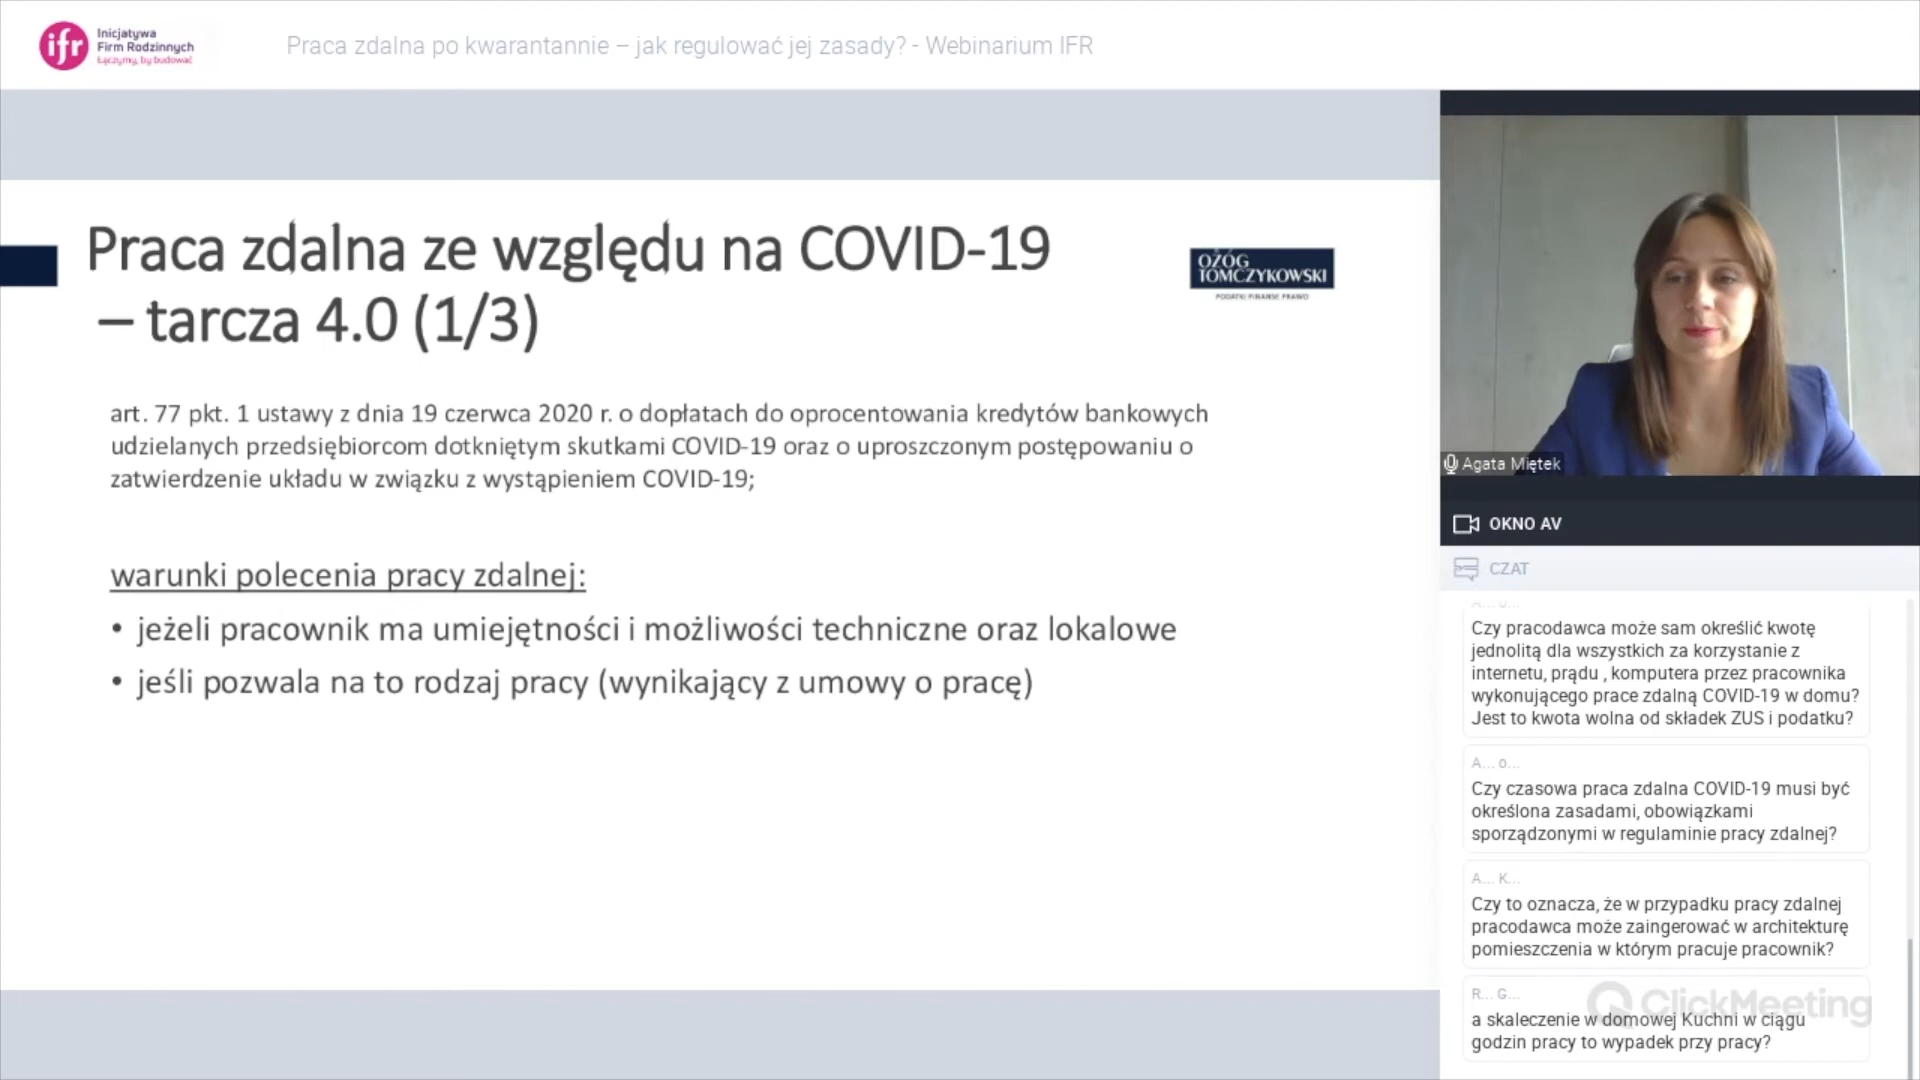 ifr
Inicjatywa
Firm Rodzinnych
Łączymy, by budować
Praca zdalna po kwarantannie – jak regulować jej zasady? - Webinarium IFR
Praca zdalna ze względu na COVID-19
– tarcza 4.0 (1/3)
OŻÓG
TOMCZYKOWSKI
PODATKI FINANSE PRAWO
art. 77 pkt. 1 ustawy z dnia 19 czerwca 2020 r. o dopłatach do oprocentowania kredytów bankowych
udzielanych przedsiębiorcom dotkniętym skutkami COVID-19 oraz o uproszczonym postępowaniu o
zatwierdzenie układu w związku z wystąpieniem COVID-19;
warunki polecenia pracy zdalnej:
• jeżeli pracownik ma umiejętności i możliwości techniczne oraz lokalowe
• jeśli pozwala na to rodzaj pracy (wynikający z umowy o pracę)
Agata Miętek
OKNO AV
CZAT
Czy pracodawca może sam określić kwotę
jednolitą dla wszystkich za korzystanie z
internetu, prądu , komputera przez pracownika
wykonującego prace zdalną COVID-19 w domu?
Jest to kwota wolna od składek ZUS i podatku?
A... o...
Czy czasowa praca zdalna COVID-19 musi być
określona zasadami, obowiązkami
sporządzonymi w regulaminie pracy zdalnej?
A... K...
Czy to oznacza, że w przypadku pracy zdalnej
pracodawca może zaingerować w architekturę
pomieszczenia w którym pracuje pracownik?
R... G...
a skaleczenie w domowej Kuchni w ciągu
godzin pracy to wypadek przy pracy?
ClickMeeting